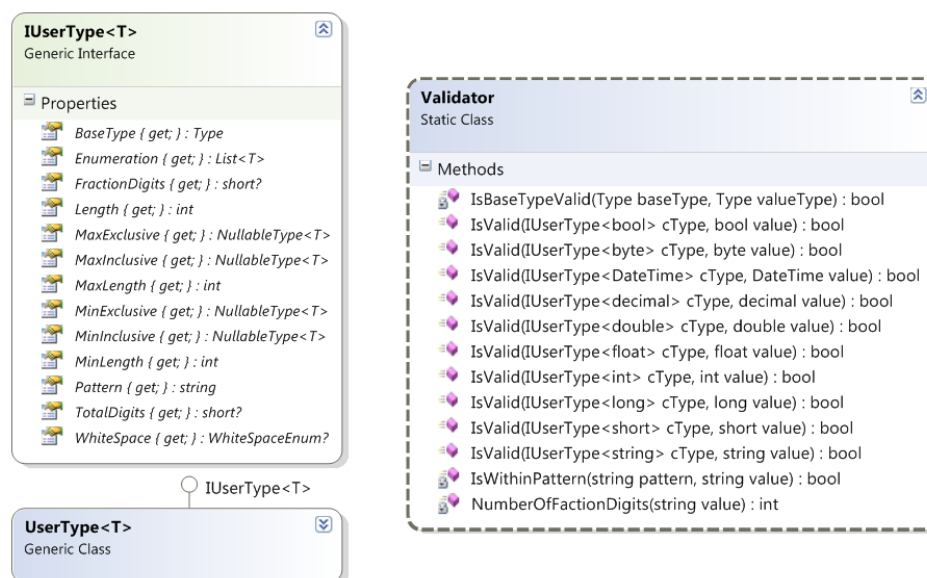 IUserType<T>
Generic Interface
Properties
BaseType { get; } : Type
Enumeration { get; } : List<T>
FractionDigits { get; } : short?
Length { get; } : int
MaxExclusive { get; } : NullableType<T>
MaxInclusive { get; } : NullableType<T>
MaxLength { get; } : int
MinExclusive { get; } : NullableType<T>
MinInclusive { get; } : NullableType<T>
MinLength { get; } : int
Pattern { get; } : string
TotalDigits { get; } : short?
WhiteSpace { get; } : WhiteSpaceEnum?
IUserType<T>
UserType<T>
Generic Class
Validator
Static Class
Methods
IsBaseTypeValid(Type baseType, Type valueType) : bool
IsValid(IUserType<bool> cType, bool value) : bool
IsValid(IUserType<byte> cType, byte value) : bool
IsValid(IUserType<DateTime> cType, DateTime value) : bool
IsValid(IUserType<decimal> cType, decimal value) : bool
IsValid(IUserType<double> cType, double value) : bool
IsValid(IUserType<float> cType, float value) : bool
IsValid(IUserType<int> cType, int value) : bool
IsValid(IUserType<long> cType, long value) : bool
IsValid(IUserType<short> cType, short value) : bool
IsValid(IUserType<string> cType, string value) : bool
IsWithinPattern(string pattern, string value) : bool
NumberOfFactionDigits(string value) : int